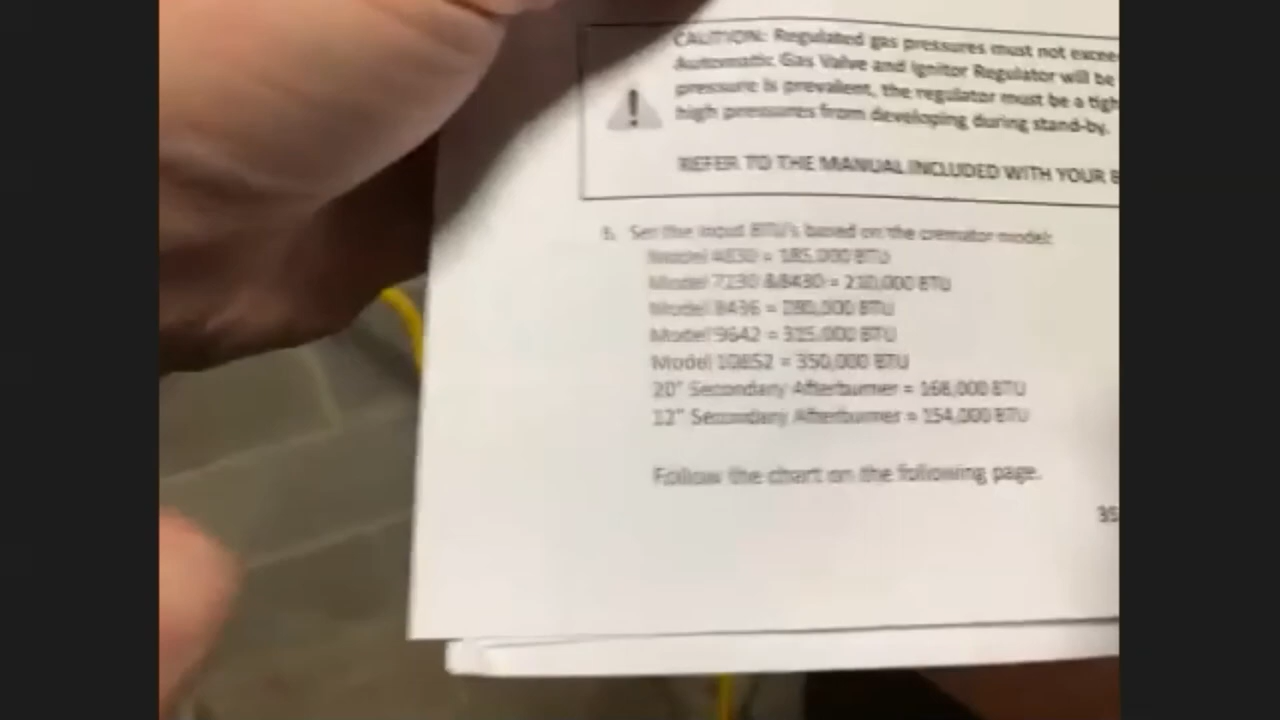 CAUTION: Regulated gas pressures must not excee
Automatic Gas Valve and Ignitor Regulator will be
pressure is prevalent, the regulator must be a tigh
high pressures from developing during stand-by.
REFER TO THE MANUAL INCLUDED WITH YOUR B
Set the input BTU's based on the cremator model:
Model 4830 = 185,000 BTU
Model 7230 & 8430 = 210,000 BTU
Model 8436 = 280,000 BTU
Model 9642 = 315,000 BTU
Model 10852 = 350,000 BTU
20" Secondary Afterburner = 168,000 BTU
12" Secondary Afterburner = 154,000 BTU
Follow the chart on the following page.
35